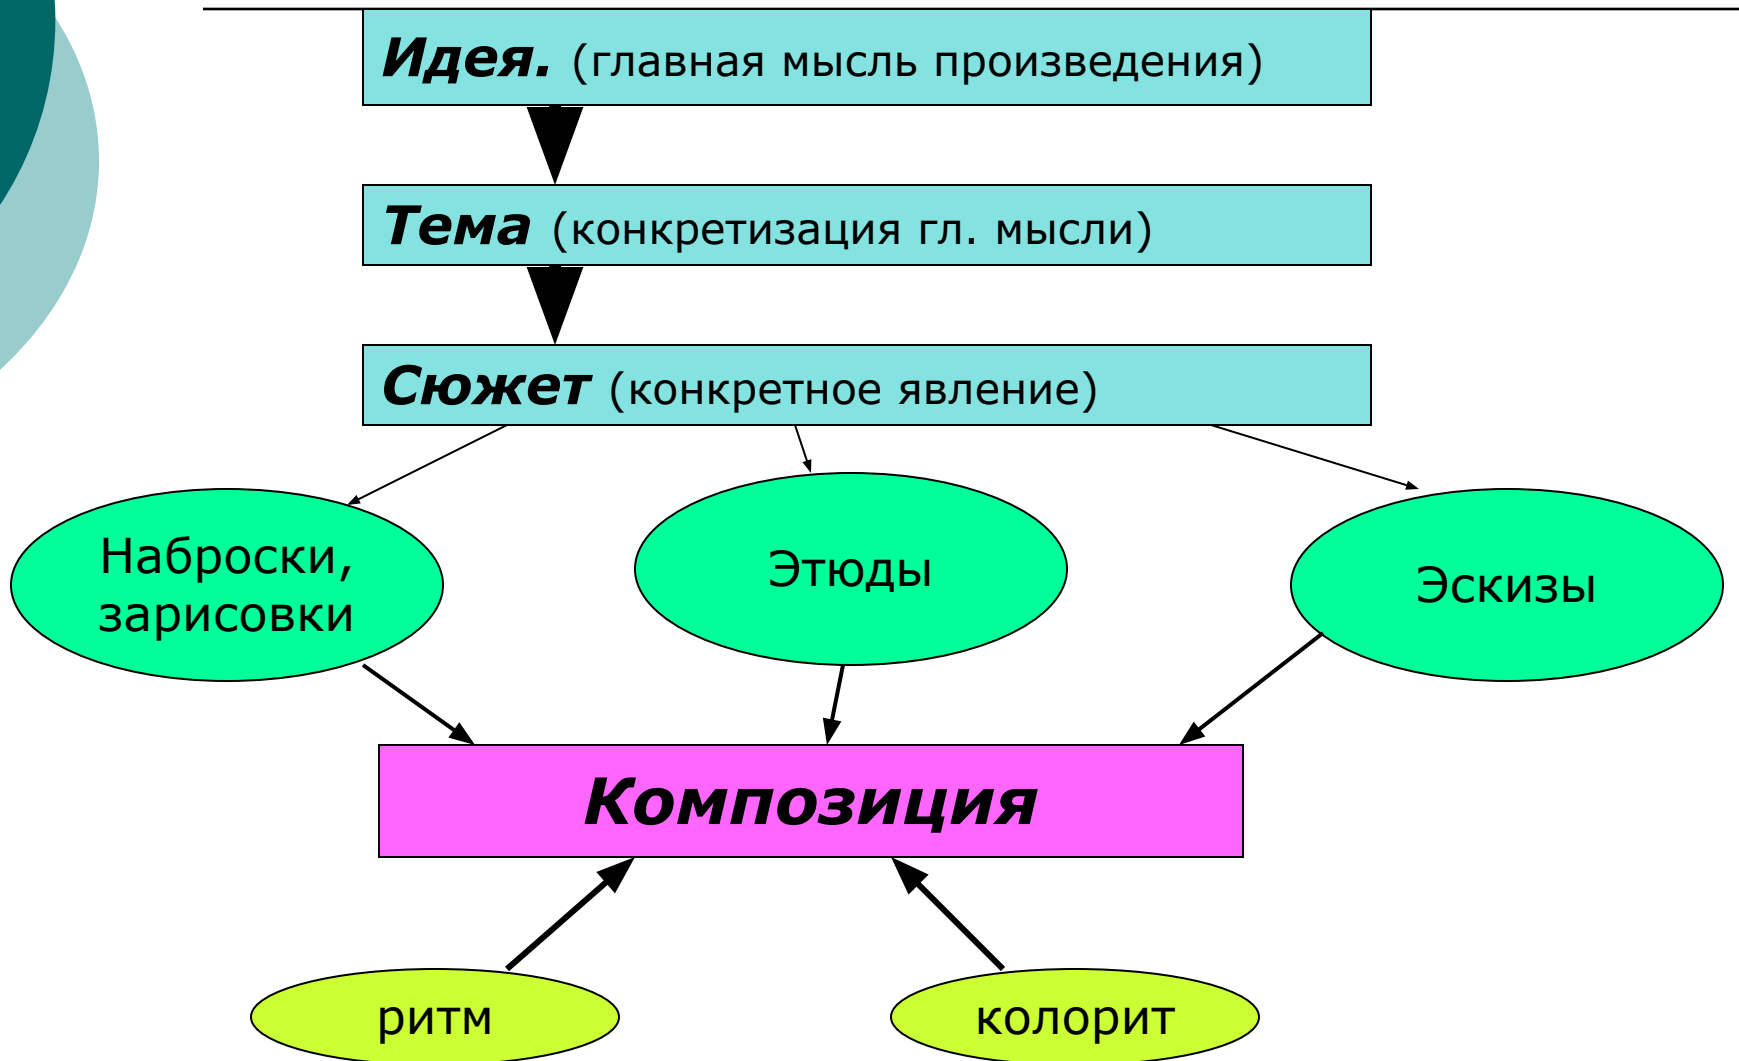 Идея. (главная мысль произведения)
Тема (конкретизация гл. мысли)
Сюжет (конкретное явление)
Наброски,
зарисовки
Этюды
Эскизы
Композиция
ритм
колорит